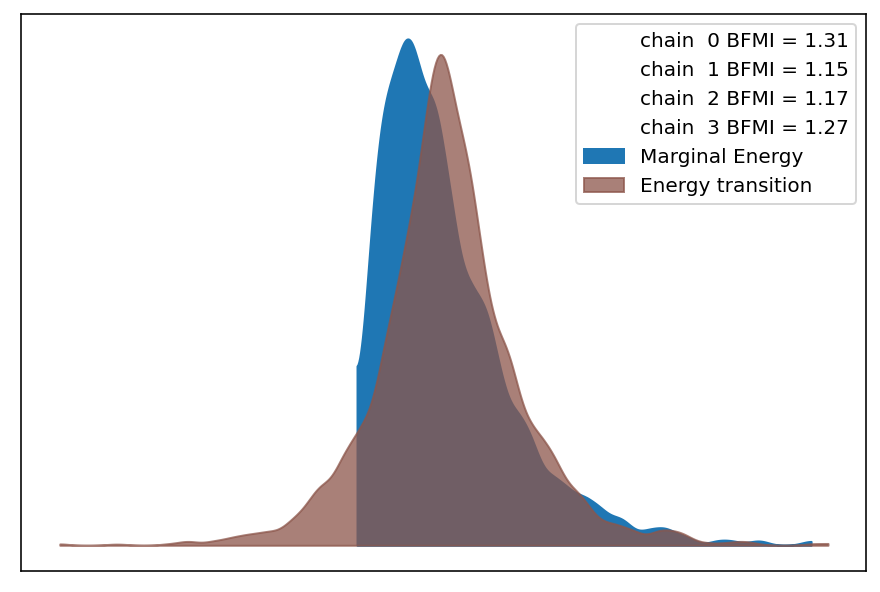 chain  0 BFMI = 1.31
chain  1 BFMI = 1.15
chain  2 BFMI = 1.17
chain  3 BFMI = 1.27
Marginal Energy
Energy transition